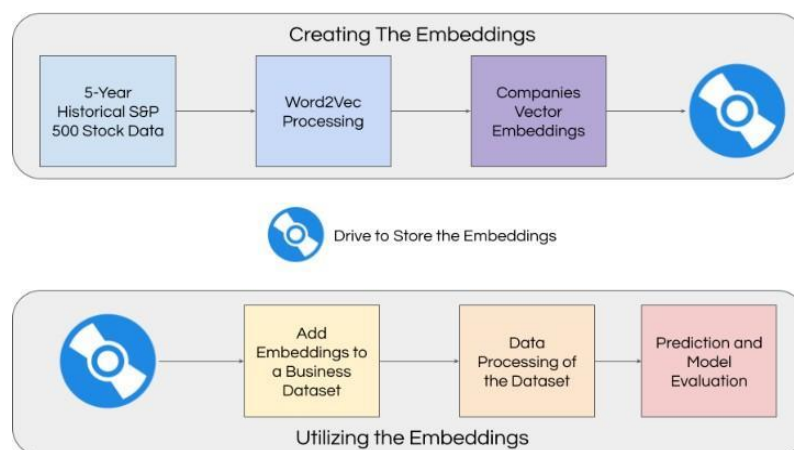 Creating The Embeddings
5-Year
Historical S&P
500 Stock Data
Word2Vec
Processing
Companies
Vector
Embeddings
Drive to Store the Embeddings
Add
Embeddings to
a Business
Dataset
Data
Processing of
the Dataset
Prediction and
Model
Evaluation
Utilizing the Embeddings